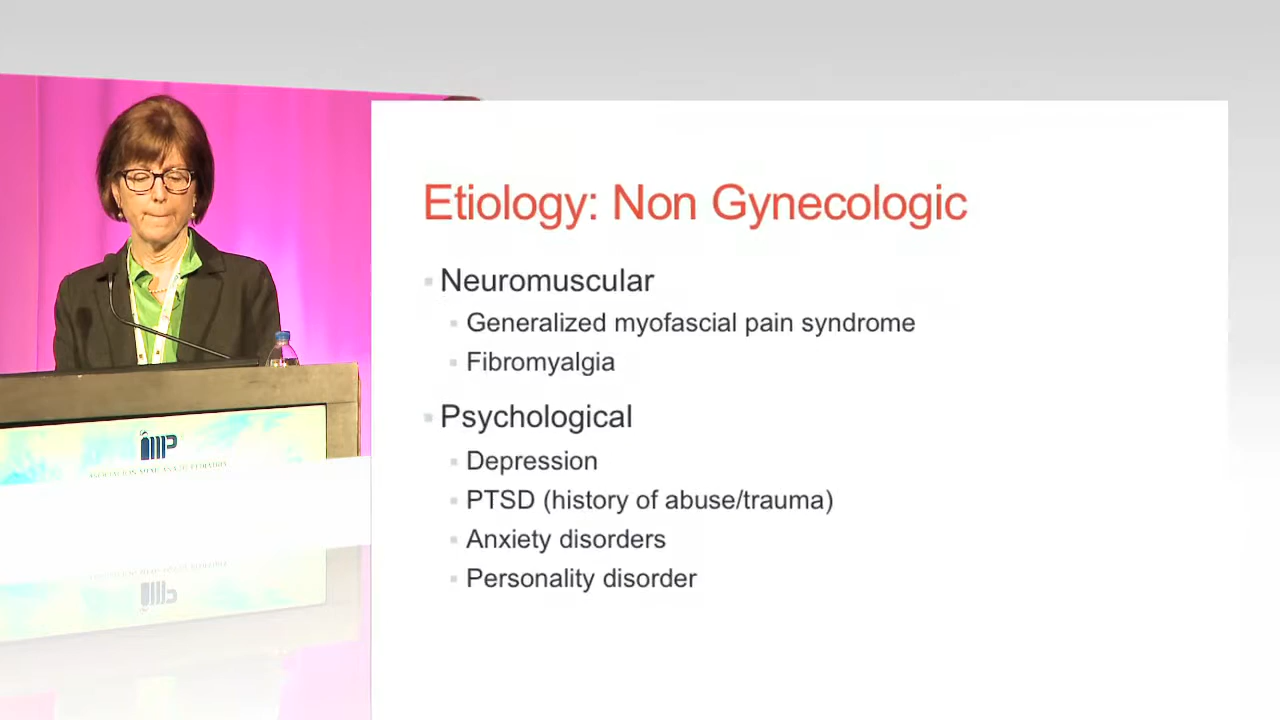 Etiology: Non Gynecologic
Neuromuscular
Generalized myofascial pain syndrome
Fibromyalgia
Psychological
Depression
PTSD (history of abuse/trauma)
Anxiety disorders
Personality disorder